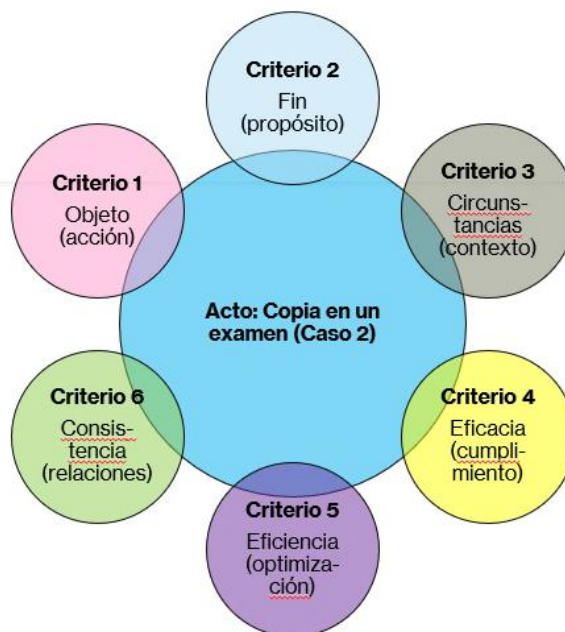 Criterio 2
Fin
(propósito)
Criterio 1
Objeto
(acción)
Criterio 3
Circuns-
tancias
(contexto)
Acto: Copia en un
examen (Caso 2)
Criterio 6
Consis-
tencia
(relaciones)
Criterio 4
Eficacia
(cumpli-
miento)
Criterio 5
Eficiencia
(optimiza-
ción)